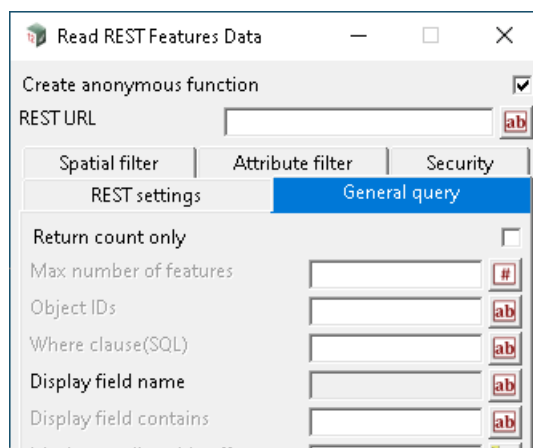 Read REST Features Data
Create anonymous function
REST URL
ab
Spatial filter Attribute filter Security
REST settings General query
Return count only
Max number of features #
Object IDs ab
Where clause(SQL) ab
Display field name ab
Display field contains ab